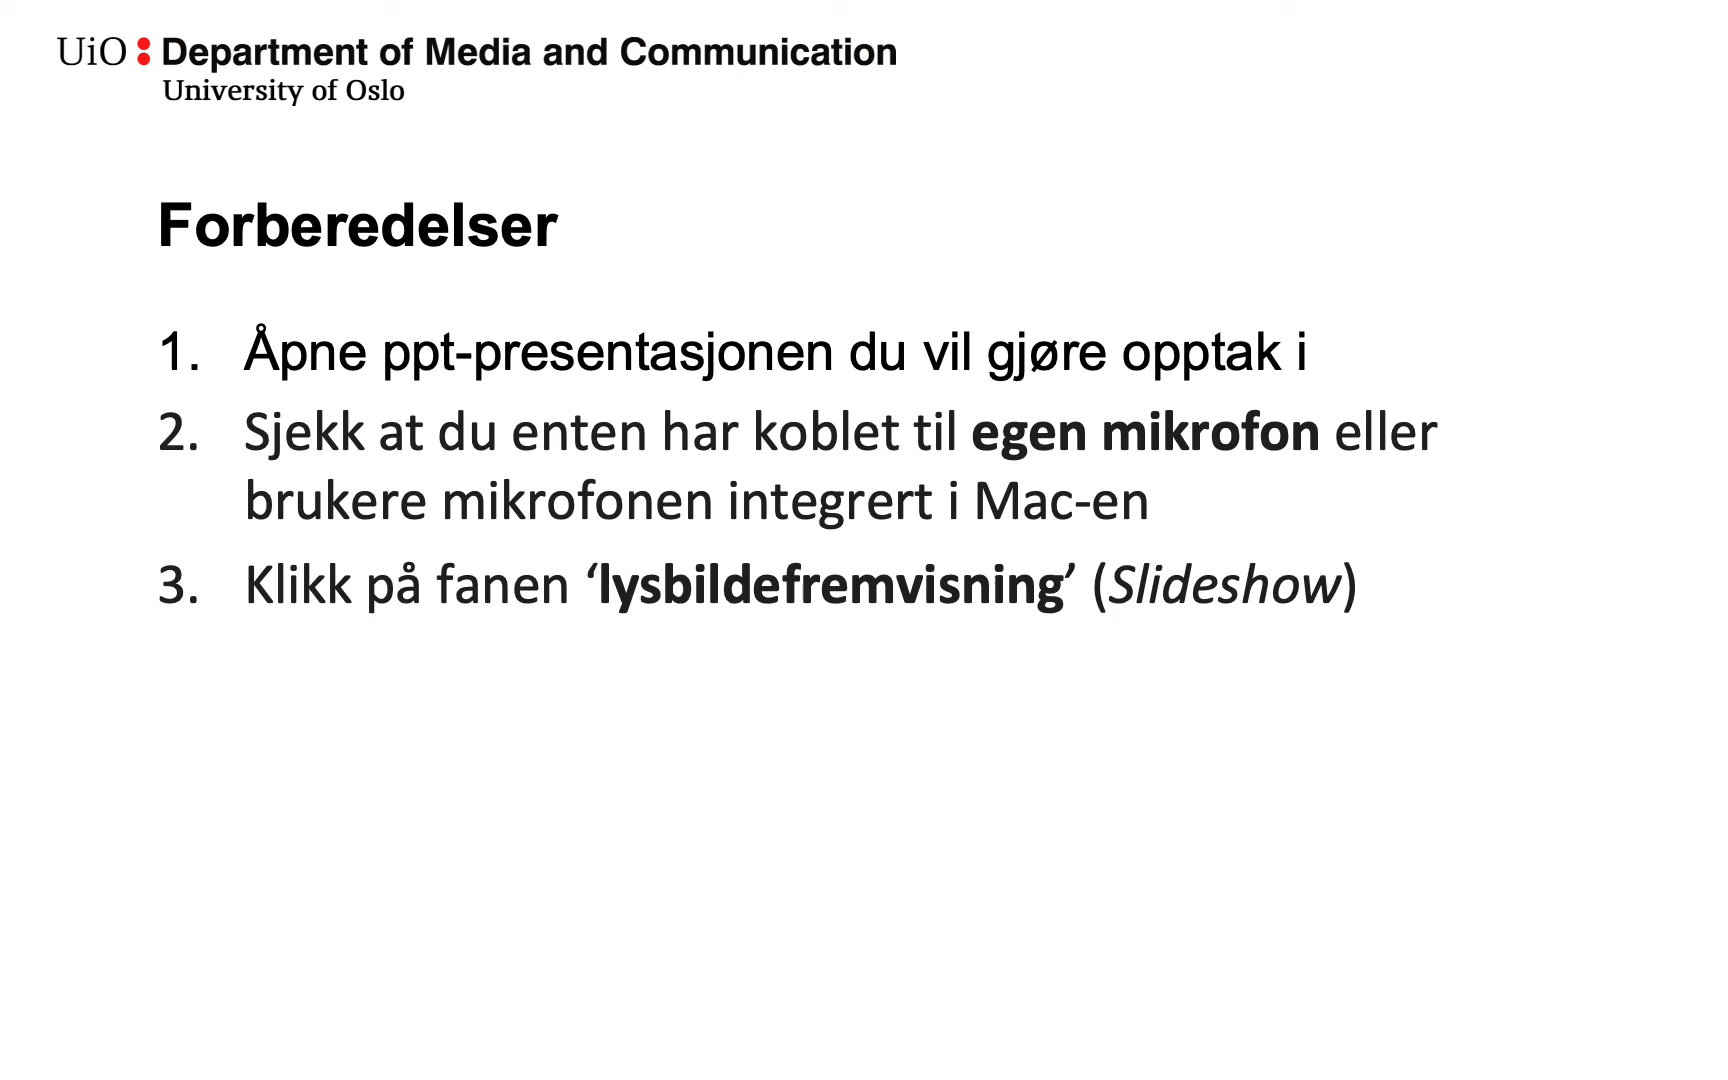 UiO : Department of Media and Communication
University of Oslo
Forberedelser
1. Åpne ppt-presentasjonen du vil gjøre opptak i
2. Sjekk at du enten har koblet til egen mikrofon eller
brukere mikrofonen integrert i Mac-en
3. Klikk på fanen ‘lysbildefremvisning’ (Slideshow)